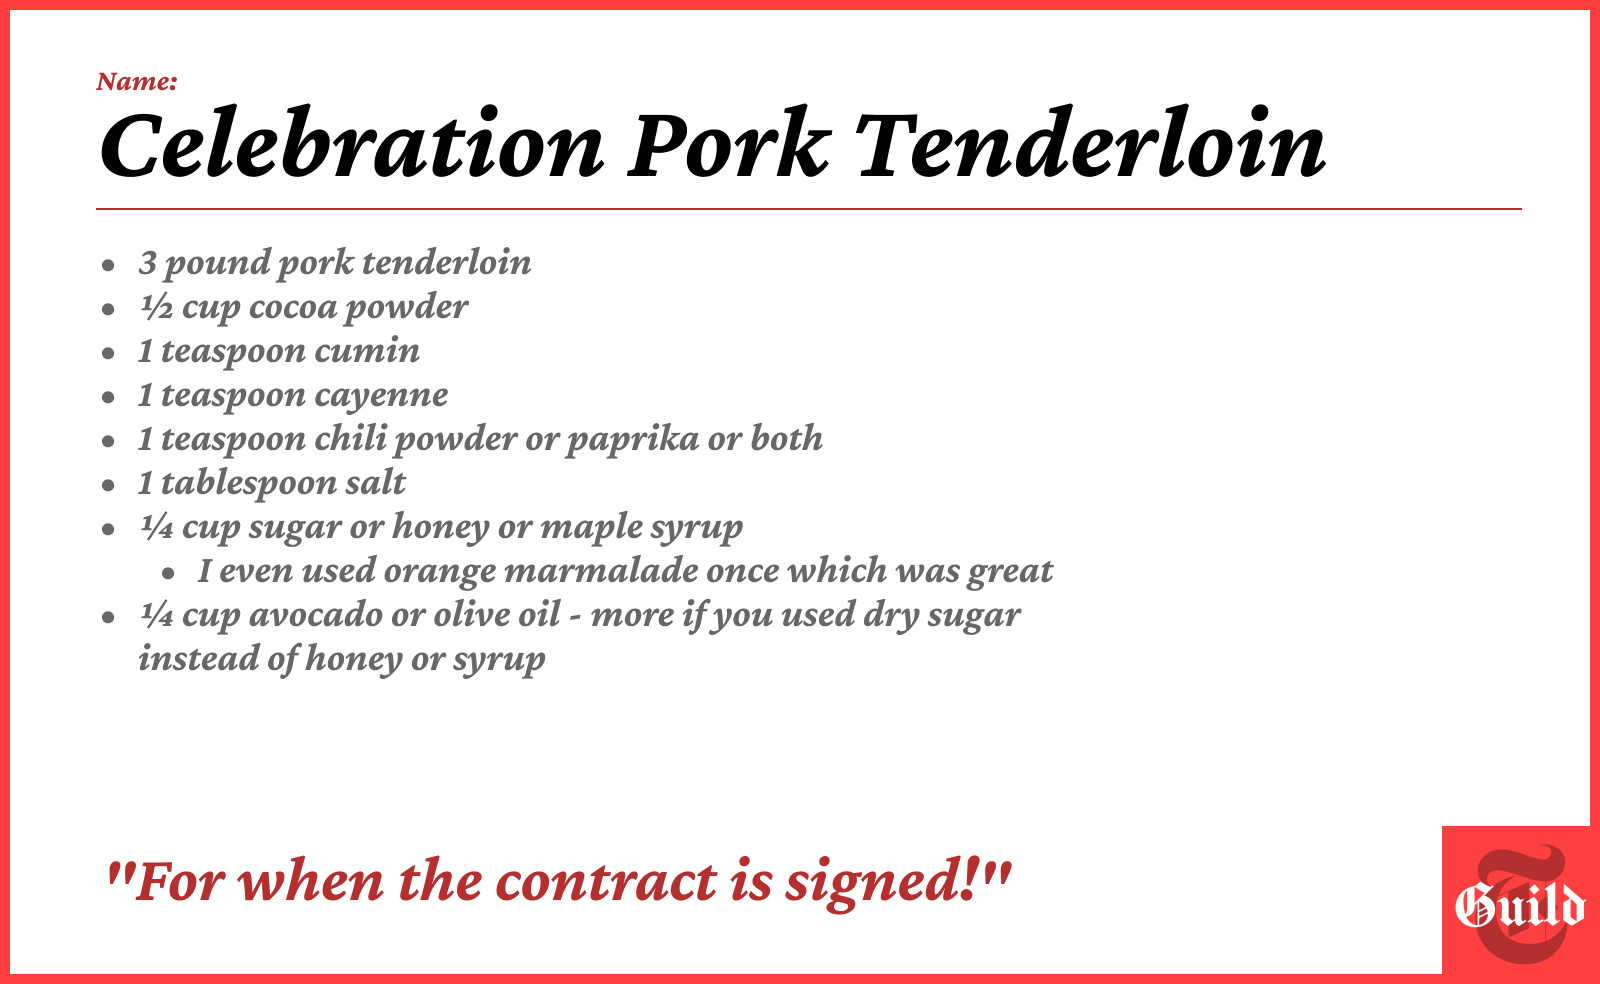 Name:
Celebration Pork Tenderloin
• 3 pound pork tenderloin
• ½ cup cocoa powder
• 1 teaspoon cumin
• 1 teaspoon cayenne
• 1 teaspoon chili powder or paprika or both
• 1 tablespoon salt
• ¼ cup sugar or honey or maple syrup
• I even used orange marmalade once which was great
• ¼ cup avocado or olive oil - more if you used dry sugar
instead of honey or syrup
"For when the contract is signed!"
T
Guild